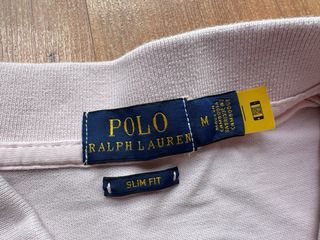 POLO
RALPH LAUREN
M
SLIM FIT